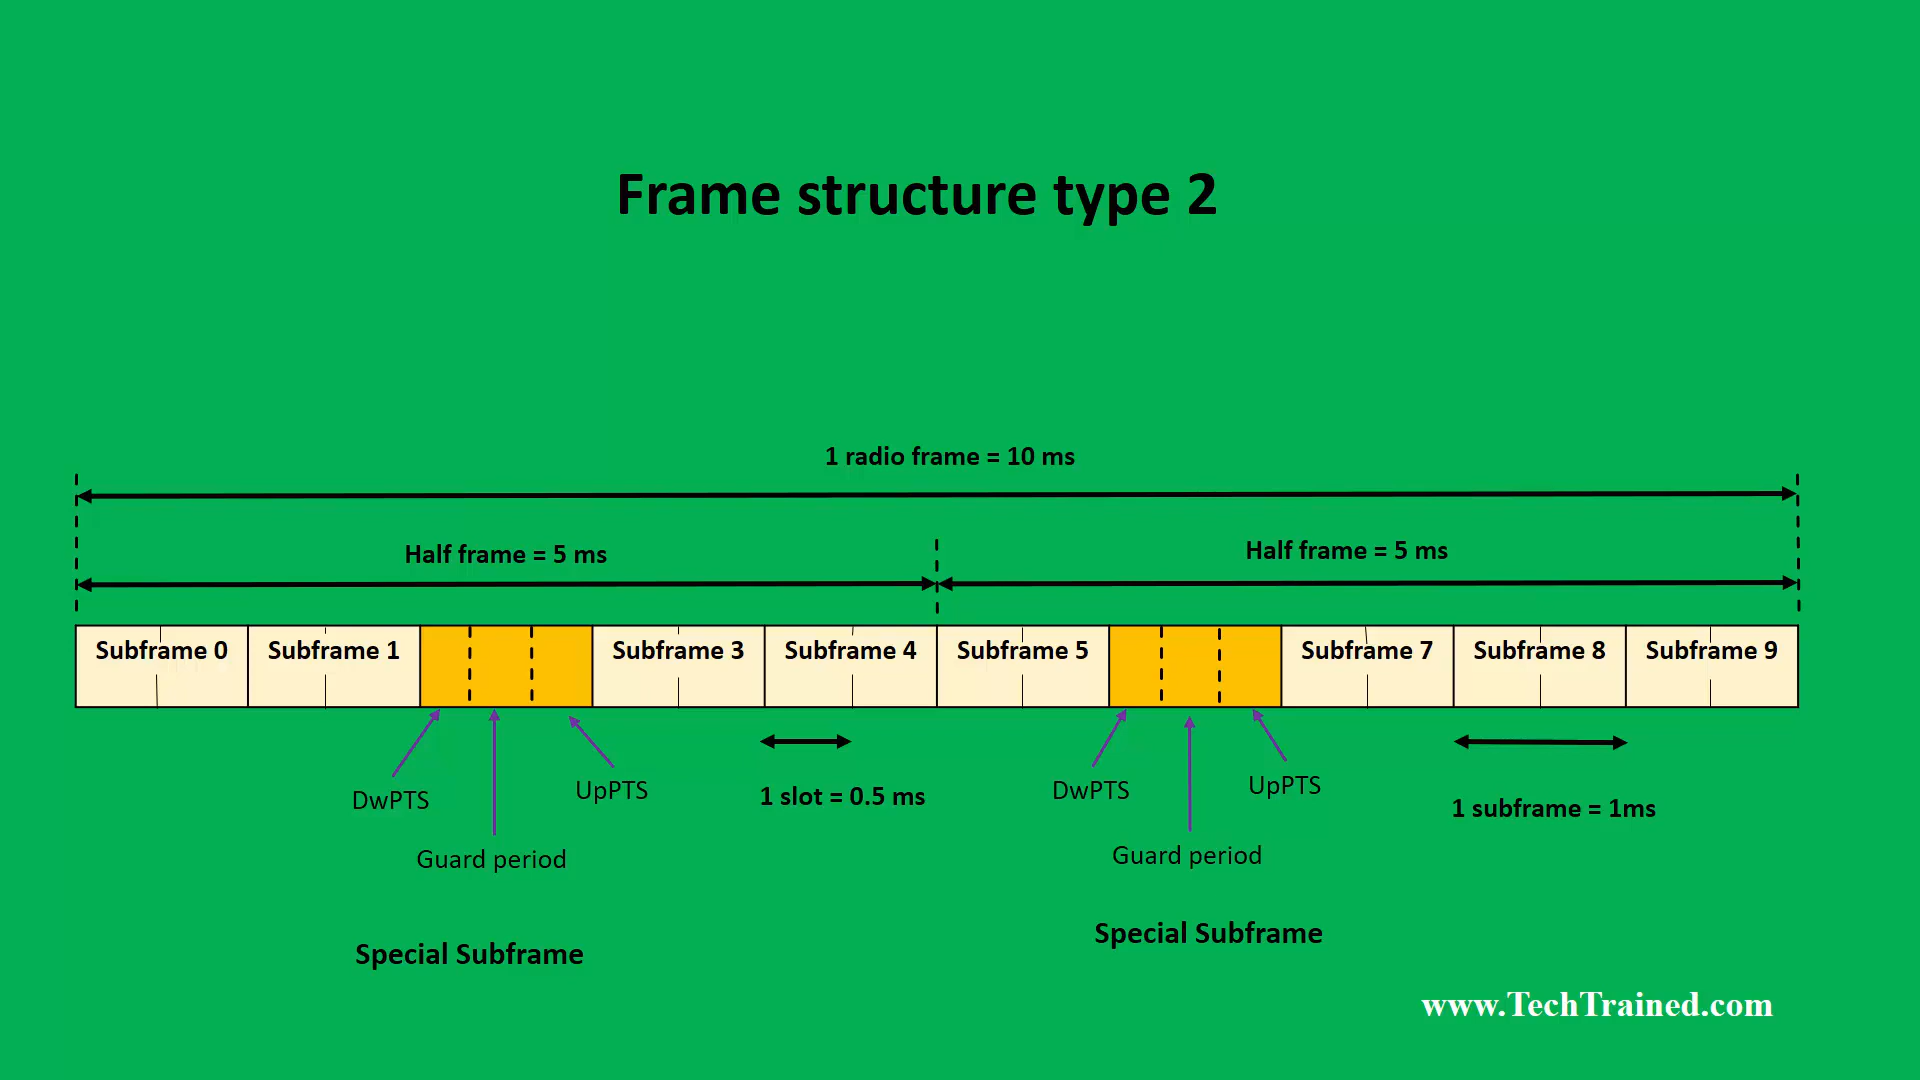 Frame structure type 2
1 radio frame = 10 ms
Half frame = 5 ms
Half frame = 5 ms
Subframe 0
Subframe 1
Subframe 3
Subframe 4
Subframe 5
Subframe 7
Subframe 8
Subframe 9
DwPTS
UpPTS
1 slot = 0.5 ms
DwPTS
UpPTS
1 subframe = 1ms
Guard period
Guard period
Special Subframe
Special Subframe
www.TechTrained.com